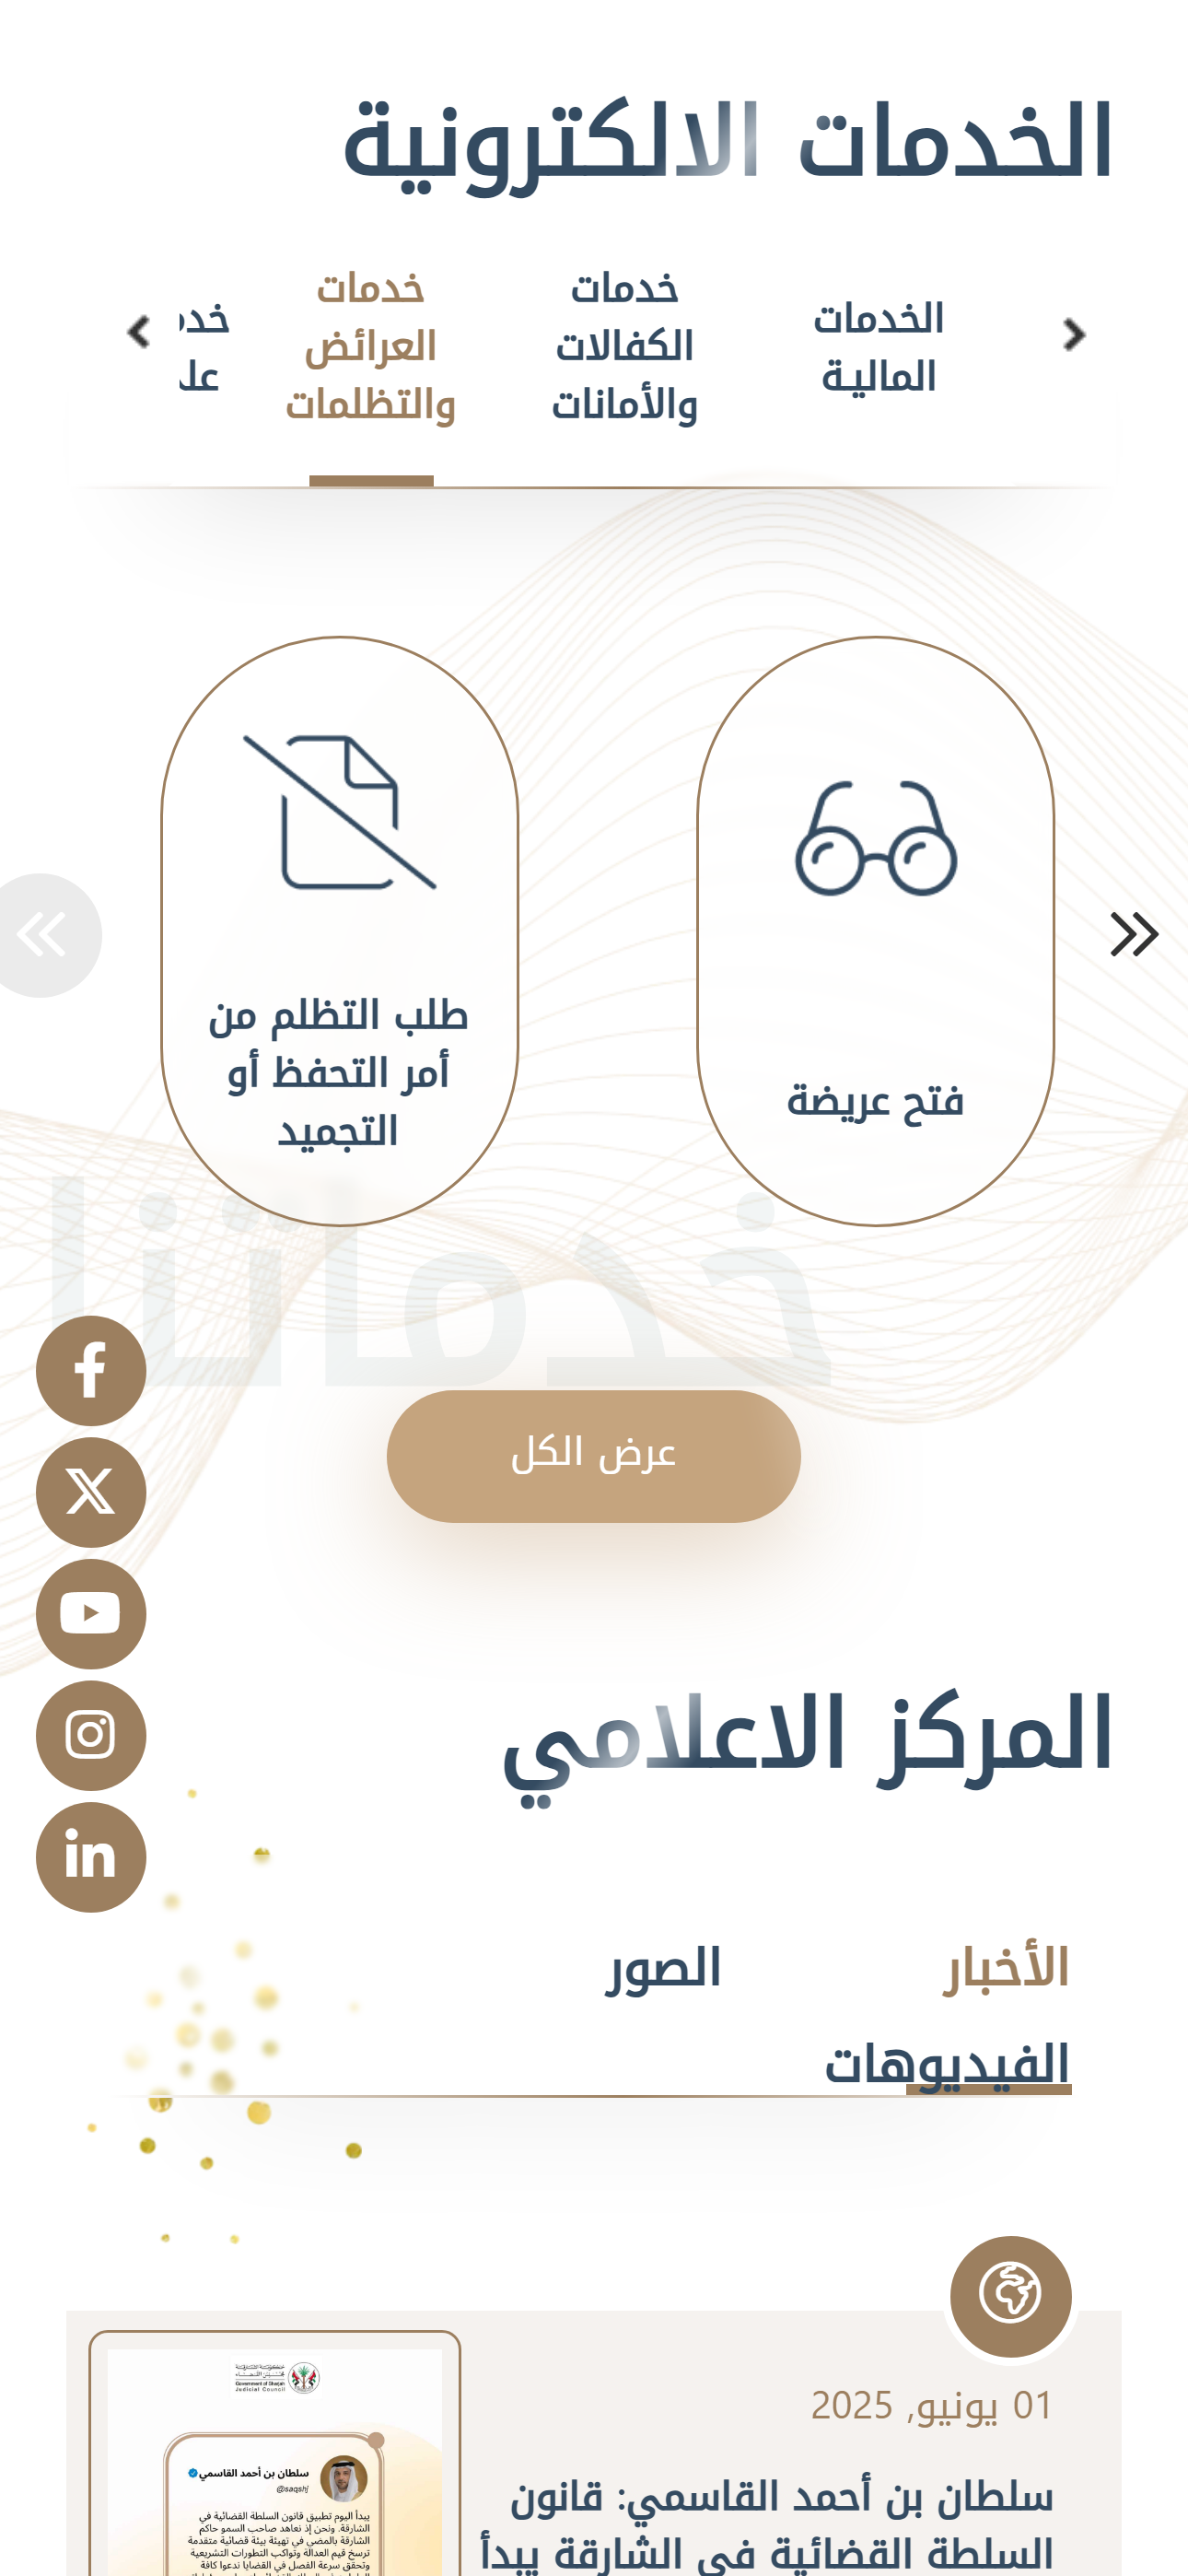 الخدمات الالكترونية
الخدمات
المالية
خدمات
الكفالات
والأمانات
خدمات
العرائض
والتظلمات
فتح عريضة
طلب التظلم من
أمر التحفظ أو
التجميد
خدماتنا
عرض الكل
المركز الاعلامي
الأخبار
الصور
الفيديوهات
01 يونيو, 2025
سلطان بن أحمد القاسمي: قانون
السلطة القضائية في الشارقة يبدأ
Government of Sharjah
Judicial Council
سلطان بن أحمد القاسمي
@saqshj
يبدأ اليوم تطبيق قانون السلطة القضائية في
الشارقة. ونحن إذ نعاهد صاحب السمو حاكم
الشارقة بالمضي في تهيئة بيئة قضائية متقدمة
ترسخ قيم العدالة وتواكب التطورات التشريعية
وتحقق سرعة الفصل في القضايا ندعوا كافة